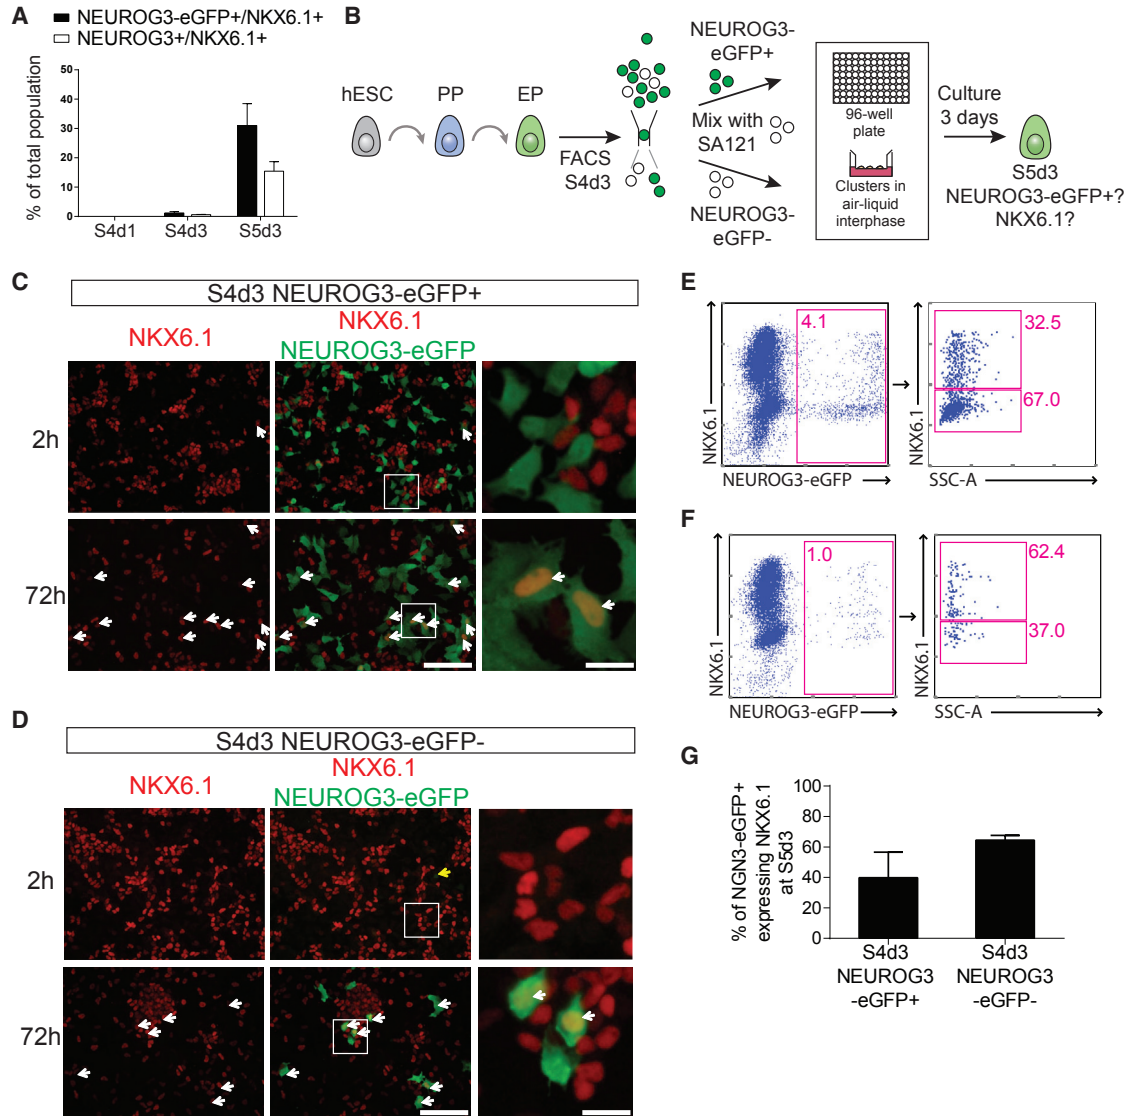 A
NEUROG3-eGFP+/NKX6.1+
NEUROG3+/NKX6.1+
% of total population
50
40
30
20
10
0
S4d1
S4d3
S5d3
B
hESC
PP
EP
FACS
S4d3
NEUROG3-
eGFP+
Mix with
SA121
NEUROG3-
eGFP-
96-well
plate
Clusters in
air-liquid
interphase
Culture
3 days
S5d3
NEUROG3-eGFP+?
NKX6.1?
C
S4d3 NEUROG3-eGFP+
NKX6.1
NKX6.1
NEUROG3-eGFP
2h
72h
D
S4d3 NEUROG3-eGFP-
NKX6.1
NKX6.1
NEUROG3-eGFP
2h
72h
E
NKX6.1
4.1
NEUROG3-eGFP
NKX6.1
32.5
67.0
SSC-A
F
NKX6.1
1.0
NEUROG3-eGFP
NKX6.1
62.4
37.0
SSC-A
G
% of NGN3-eGFP+
expressing NKX6.1
at S5d3
100
80
60
40
20
0
S4d3
NEUROG3
-eGFP+
S4d3
NEUROG3
-eGFP-